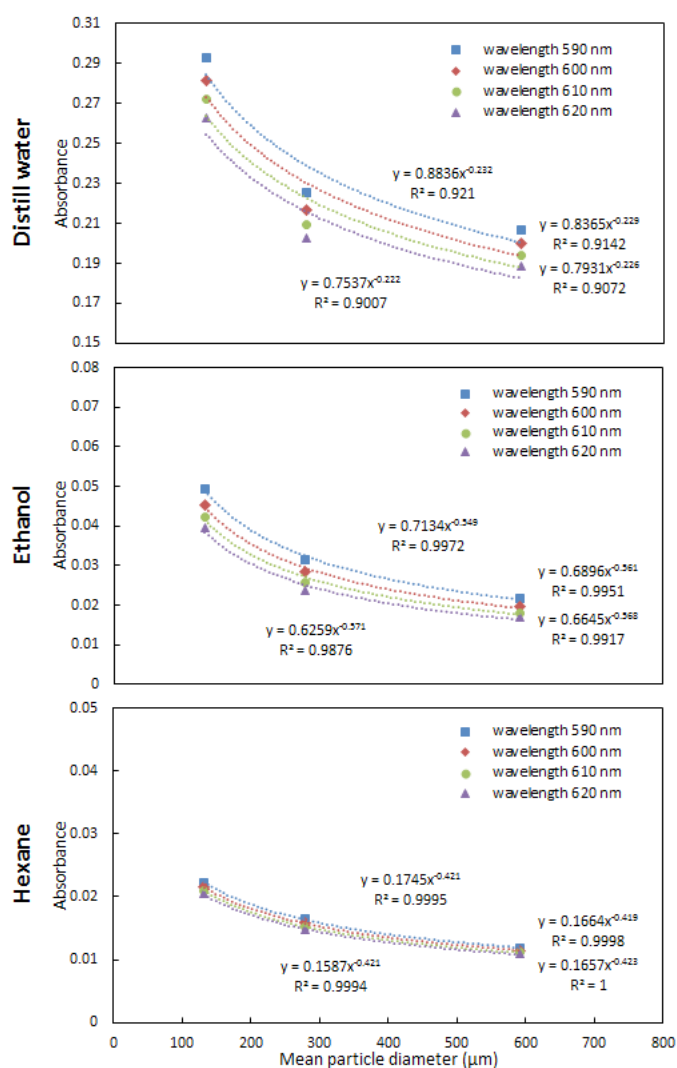 Distill water
Absorbance
0.31
0.29
0.27
0.25
0.23
0.21
0.19
0.17
0.15
wavelength 590 nm
wavelength 600 nm
wavelength 610 nm
wavelength 620 nm
y = 0.8836x^-0.232
R² = 0.921
y = 0.8365x^-0.229
R² = 0.9142
y = 0.7931x^-0.226
R² = 0.9072
y = 0.7537x^-0.222
R² = 0.9007
Ethanol
Absorbance
0.08
0.07
0.06
0.05
0.04
0.03
0.02
0.01
0
wavelength 590 nm
wavelength 600 nm
wavelength 610 nm
wavelength 620 nm
y = 0.7134x^-0.549
R² = 0.9972
y = 0.6896x^-0.561
R² = 0.9951
y = 0.6645x^-0.568
R² = 0.9917
y = 0.6259x^-0.571
R² = 0.9876
Hexane
Absorbance
0.05
0.04
0.03
0.02
0.01
0
wavelength 590 nm
wavelength 600 nm
wavelength 610 nm
wavelength 620 nm
y = 0.1745x^-0.421
R² = 0.9995
y = 0.1664x^-0.419
R² = 0.9998
y = 0.1657x^-0.423
R² = 1
y = 0.1587x^-0.421
R² = 0.9994
0 100 200 300 400 500 600 700 800
Mean particle diameter (µm)